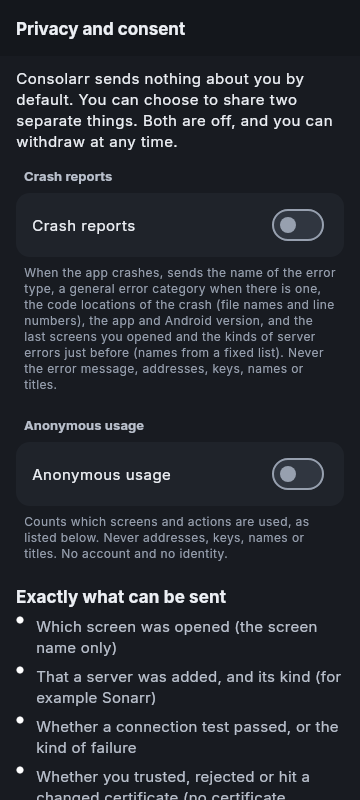 Privacy and consent
Consolarr sends nothing about you by
default. You can choose to share two
separate things. Both are off, and you can
withdraw at any time.
Crash reports
Crash reports
When the app crashes, sends the name of the error
type, a general error category when there is one,
the code locations of the crash (file names and line
numbers), the app and Android version, and the
last screens you opened and the kinds of server
errors just before (names from a fixed list). Never
the error message, addresses, keys, names or
titles.
Anonymous usage
Anonymous usage
Counts which screens and actions are used, as
listed below. Never addresses, keys, names or
titles. No account and no identity.
Exactly what can be sent
Which screen was opened (the screen
name only)
That a server was added, and its kind (for
example Sonarr)
Whether a connection test passed, or the
kind of failure
Whether you trusted, rejected or hit a
changed certificate (no certificate